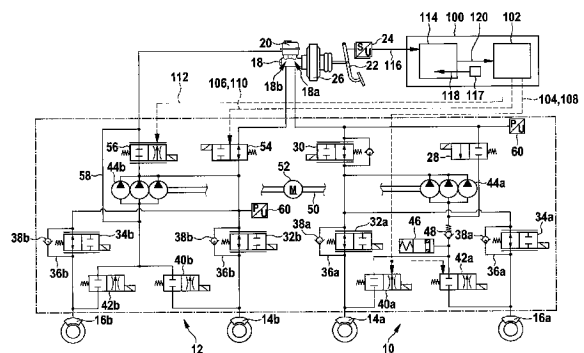 114
100
120
102
20
24
S
U
18
22
18b
18a
26
116
118
117
112
106,110
104,108
56
54
30
P
U
60
44b
52
28
58
M
44a
60
P
U
50
38b
34b
38b
32b
46
32a
38a
34a
38b
48
38a
36b
40b
36b
36a
42a
36a
42b
40a
16b
12
14b
14a
10
16a